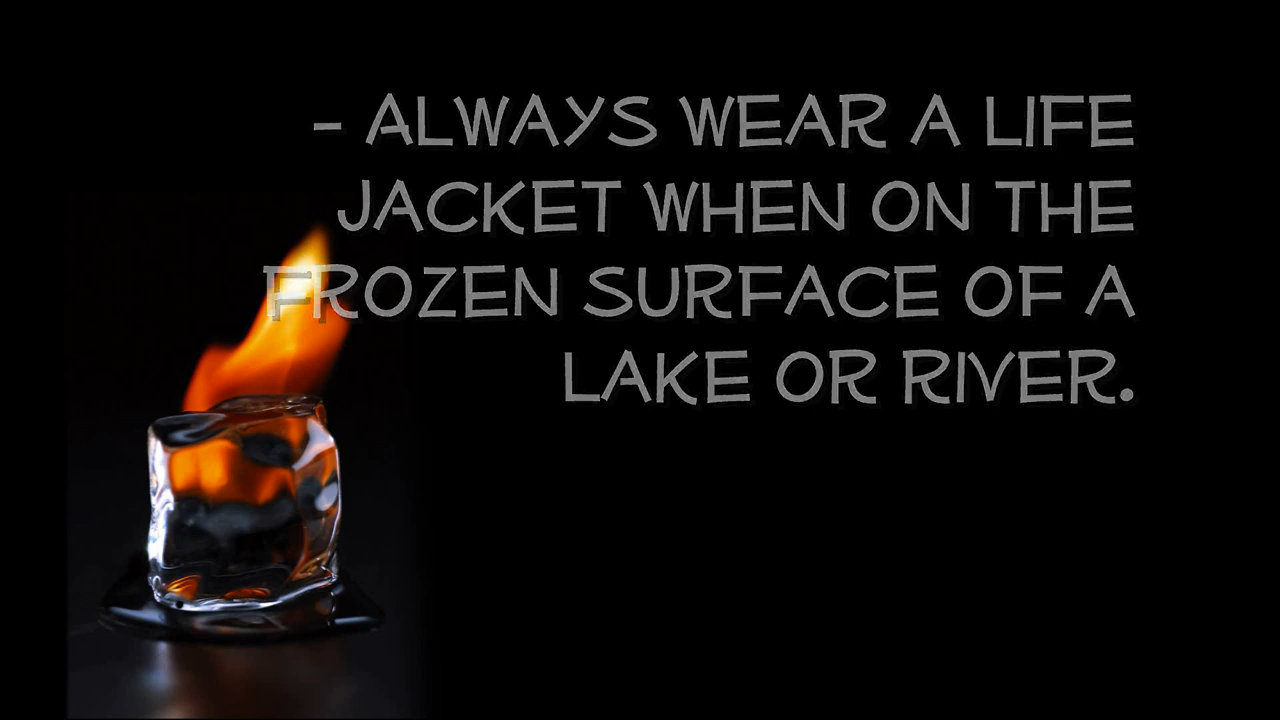 - ALWAYS WEAR A LIFE
JACKET WHEN ON THE
FROZEN SURFACE OF A
LAKE OR RIVER.